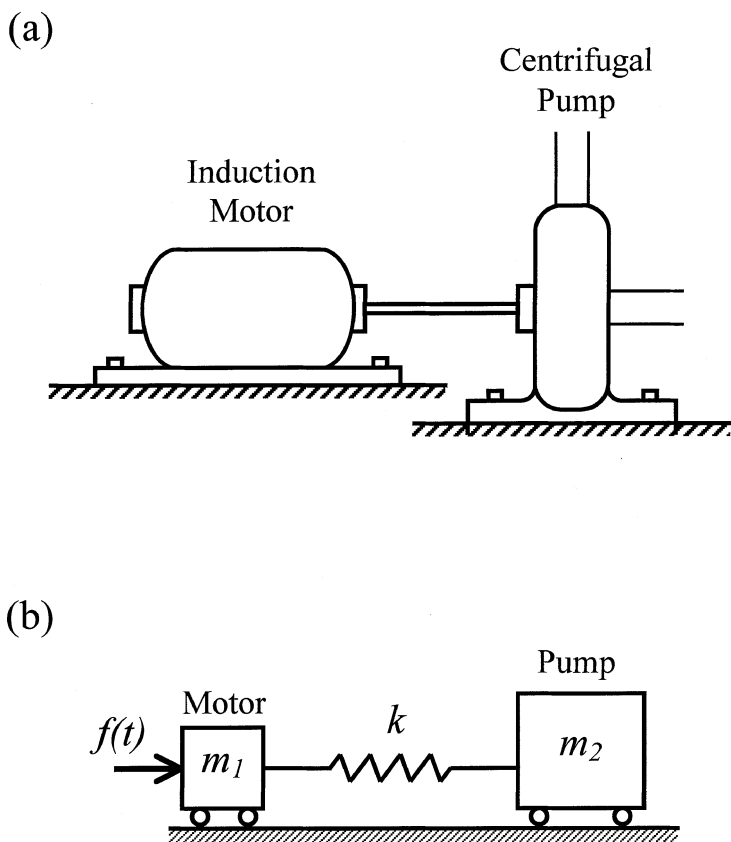 (a)
Centrifugal
Pump
Induction
Motor
(b)
Pump
Motor
k
f(t)
m₁
m₂